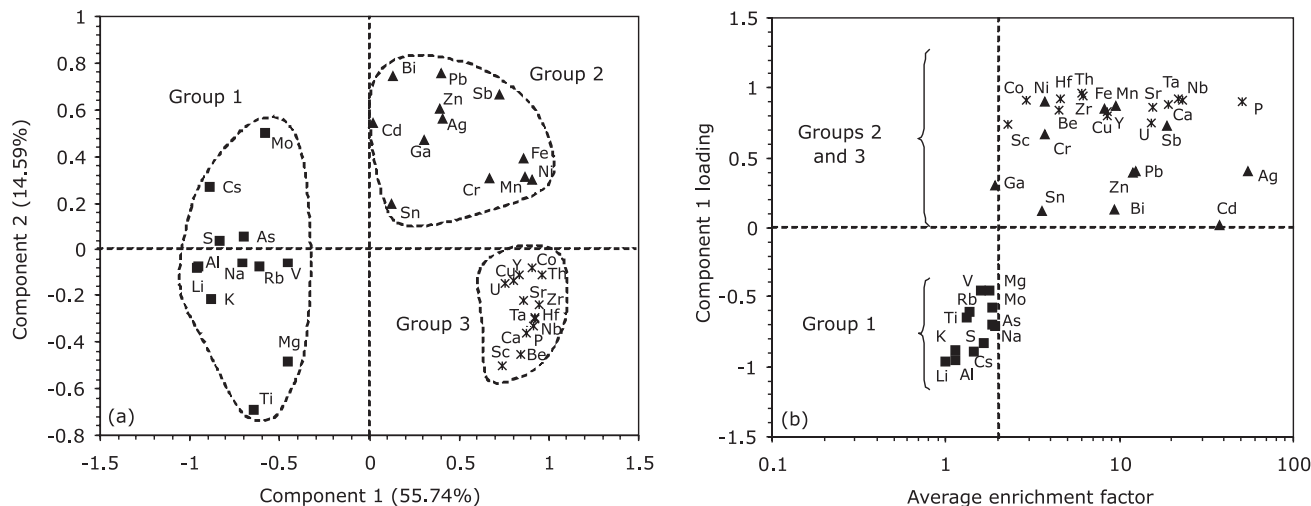 1
0.8
0.6
0.4
0.2
0
-0.2
-0.4
-0.6
-0.8
Component 2 (14.59%)
-1.5
-1
-0.5
0
0.5
1
1.5
Component 1 (55.74%)
(a)
Group 1
Mo
Cs
S
As
Al
Li
Na
Rb
V
K
Mg
Ti
Group 2
Bi
Pb
Sb
Zn
Cd
Ag
Ga
Fe
Ni
Cr
Mn
Sn
Group 3
Co
Y
Cu
Th
U
Sr
Zr
Ta
Hf
Nb
Ca
P
Sc
Be
1.5
1
0.5
0
-0.5
-1
-1.5
Component 1 loading
0.1
1
10
100
Average enrichment factor
(b)
Groups 2
and 3
Co
Ni
Hf
Th
Fe
Mn
Sr
Ta
Nb
P
Zr
Ca
Sc
Be
Cu
Y
U
Sb
Cr
Ga
Sn
Zn
Pb
Bi
Ag
Cd
Group 1
V
Mg
Rb
Mo
Ti
As
K
S
Na
Cs
Li
Al